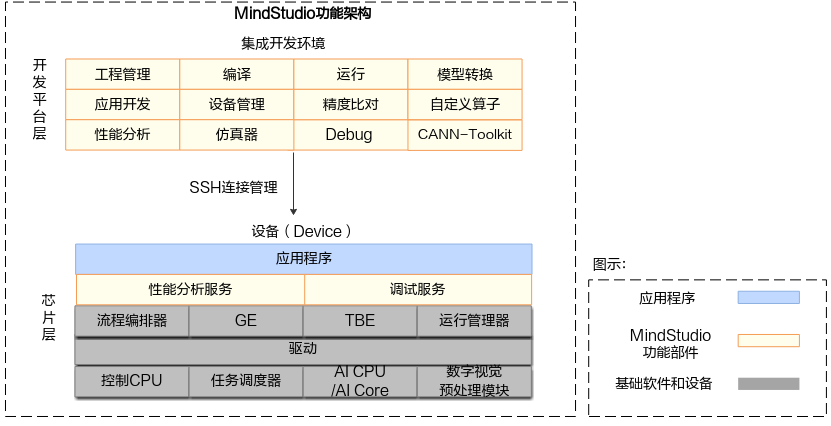 MindStudio功能架构
集成开发环境
开发平台层
工程管理 编译 运行 模型转换
应用开发 设备管理 精度比对 自定义算子
性能分析 仿真器 Debug CANN-Toolkit
SSH连接管理
设备（Device）
芯片层
应用程序
性能分析服务 调试服务
流程编排器 GE TBE 运行管理器
驱动
控制CPU 任务调度器 AI CPU /AI Core 数字视觉预处理模块
图示：
应用程序
MindStudio
功能部件
基础软件和设备